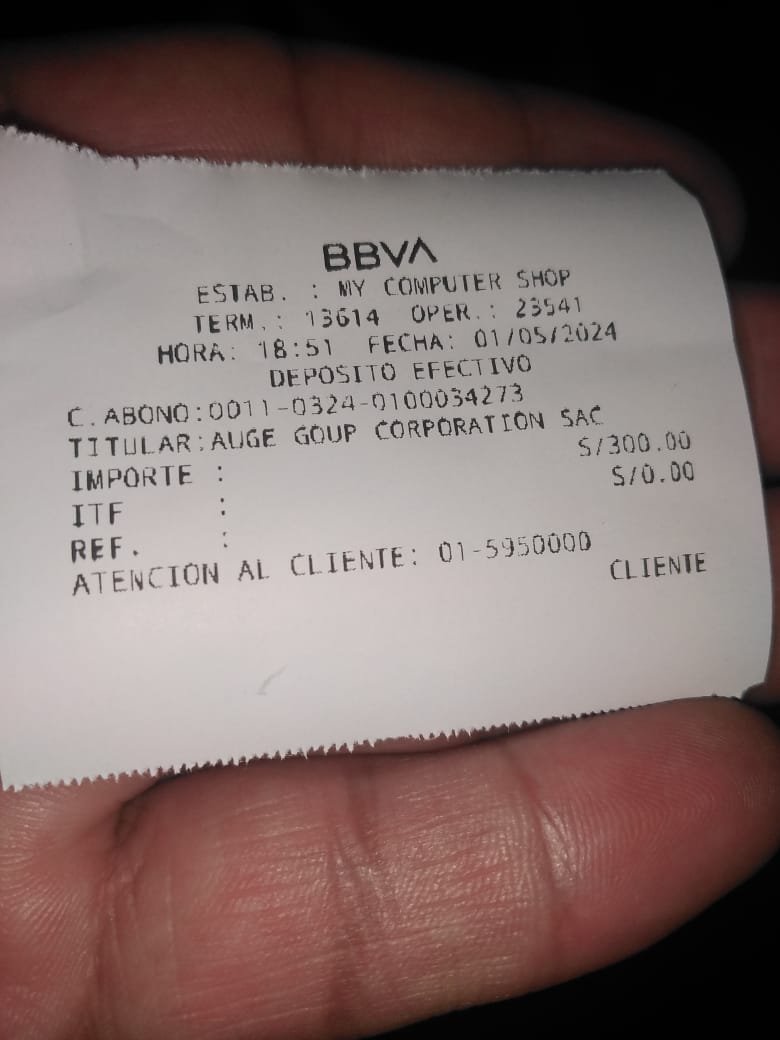 BBVA
ESTAB. : MY COMPUTER SHOP
TERM.: 13614 OPER.: 23541
HORA: 18:51 FECHA: 01/05/2024
DEPOSITO EFECTIVO
C. ABONO:0011-0324-0100034273
TITULAR:AUGE GOUP CORPORATION SAC
IMPORTE : S/300.00
ITF : S/0.00
REF. :
ATENCION AL CLIENTE: 01-5950000
CLIENTE